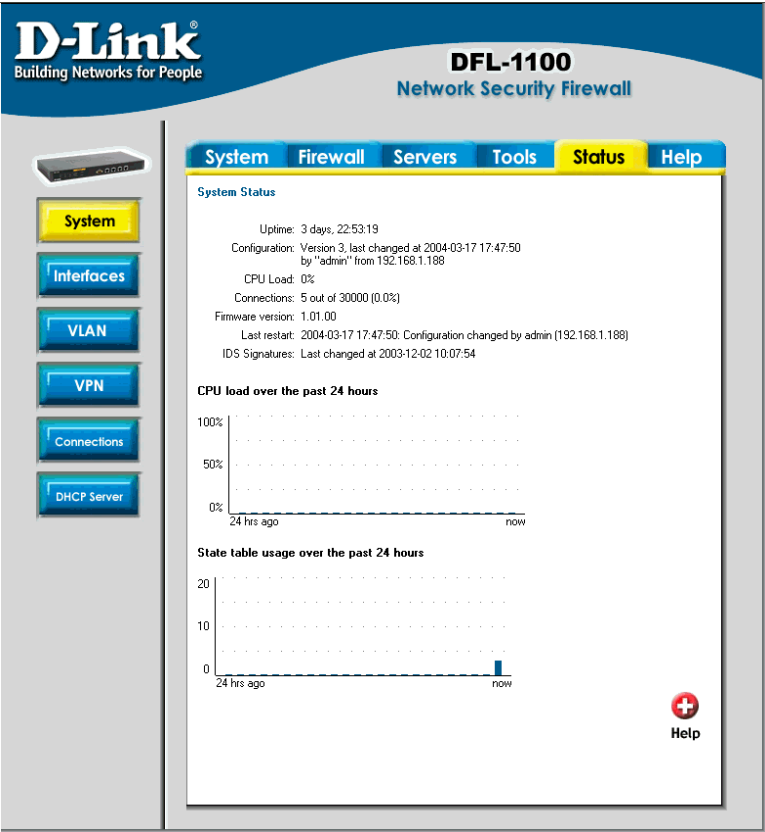 D-Link®
Building Networks for People
DFL-1100
Network Security Firewall
System Firewall Servers Tools Status Help
System
Interfaces
VLAN
VPN
Connections
DHCP Server
System Status
Uptime: 3 days, 22:53:19
Configuration: Version 3, last changed at 2004-03-17 17:47:50
by "admin" from 192.168.1.188
CPU Load: 0%
Connections: 5 out of 30000 (0.0%)
Firmware version: 1.01.00
Last restart: 2004-03-17 17:47:50: Configuration changed by admin (192.168.1.188)
IDS Signatures: Last changed at 2003-12-02 10:07:54
CPU load over the past 24 hours
100%
50%
0%
24 hrs ago now
State table usage over the past 24 hours
20
10
0
24 hrs ago now
Help